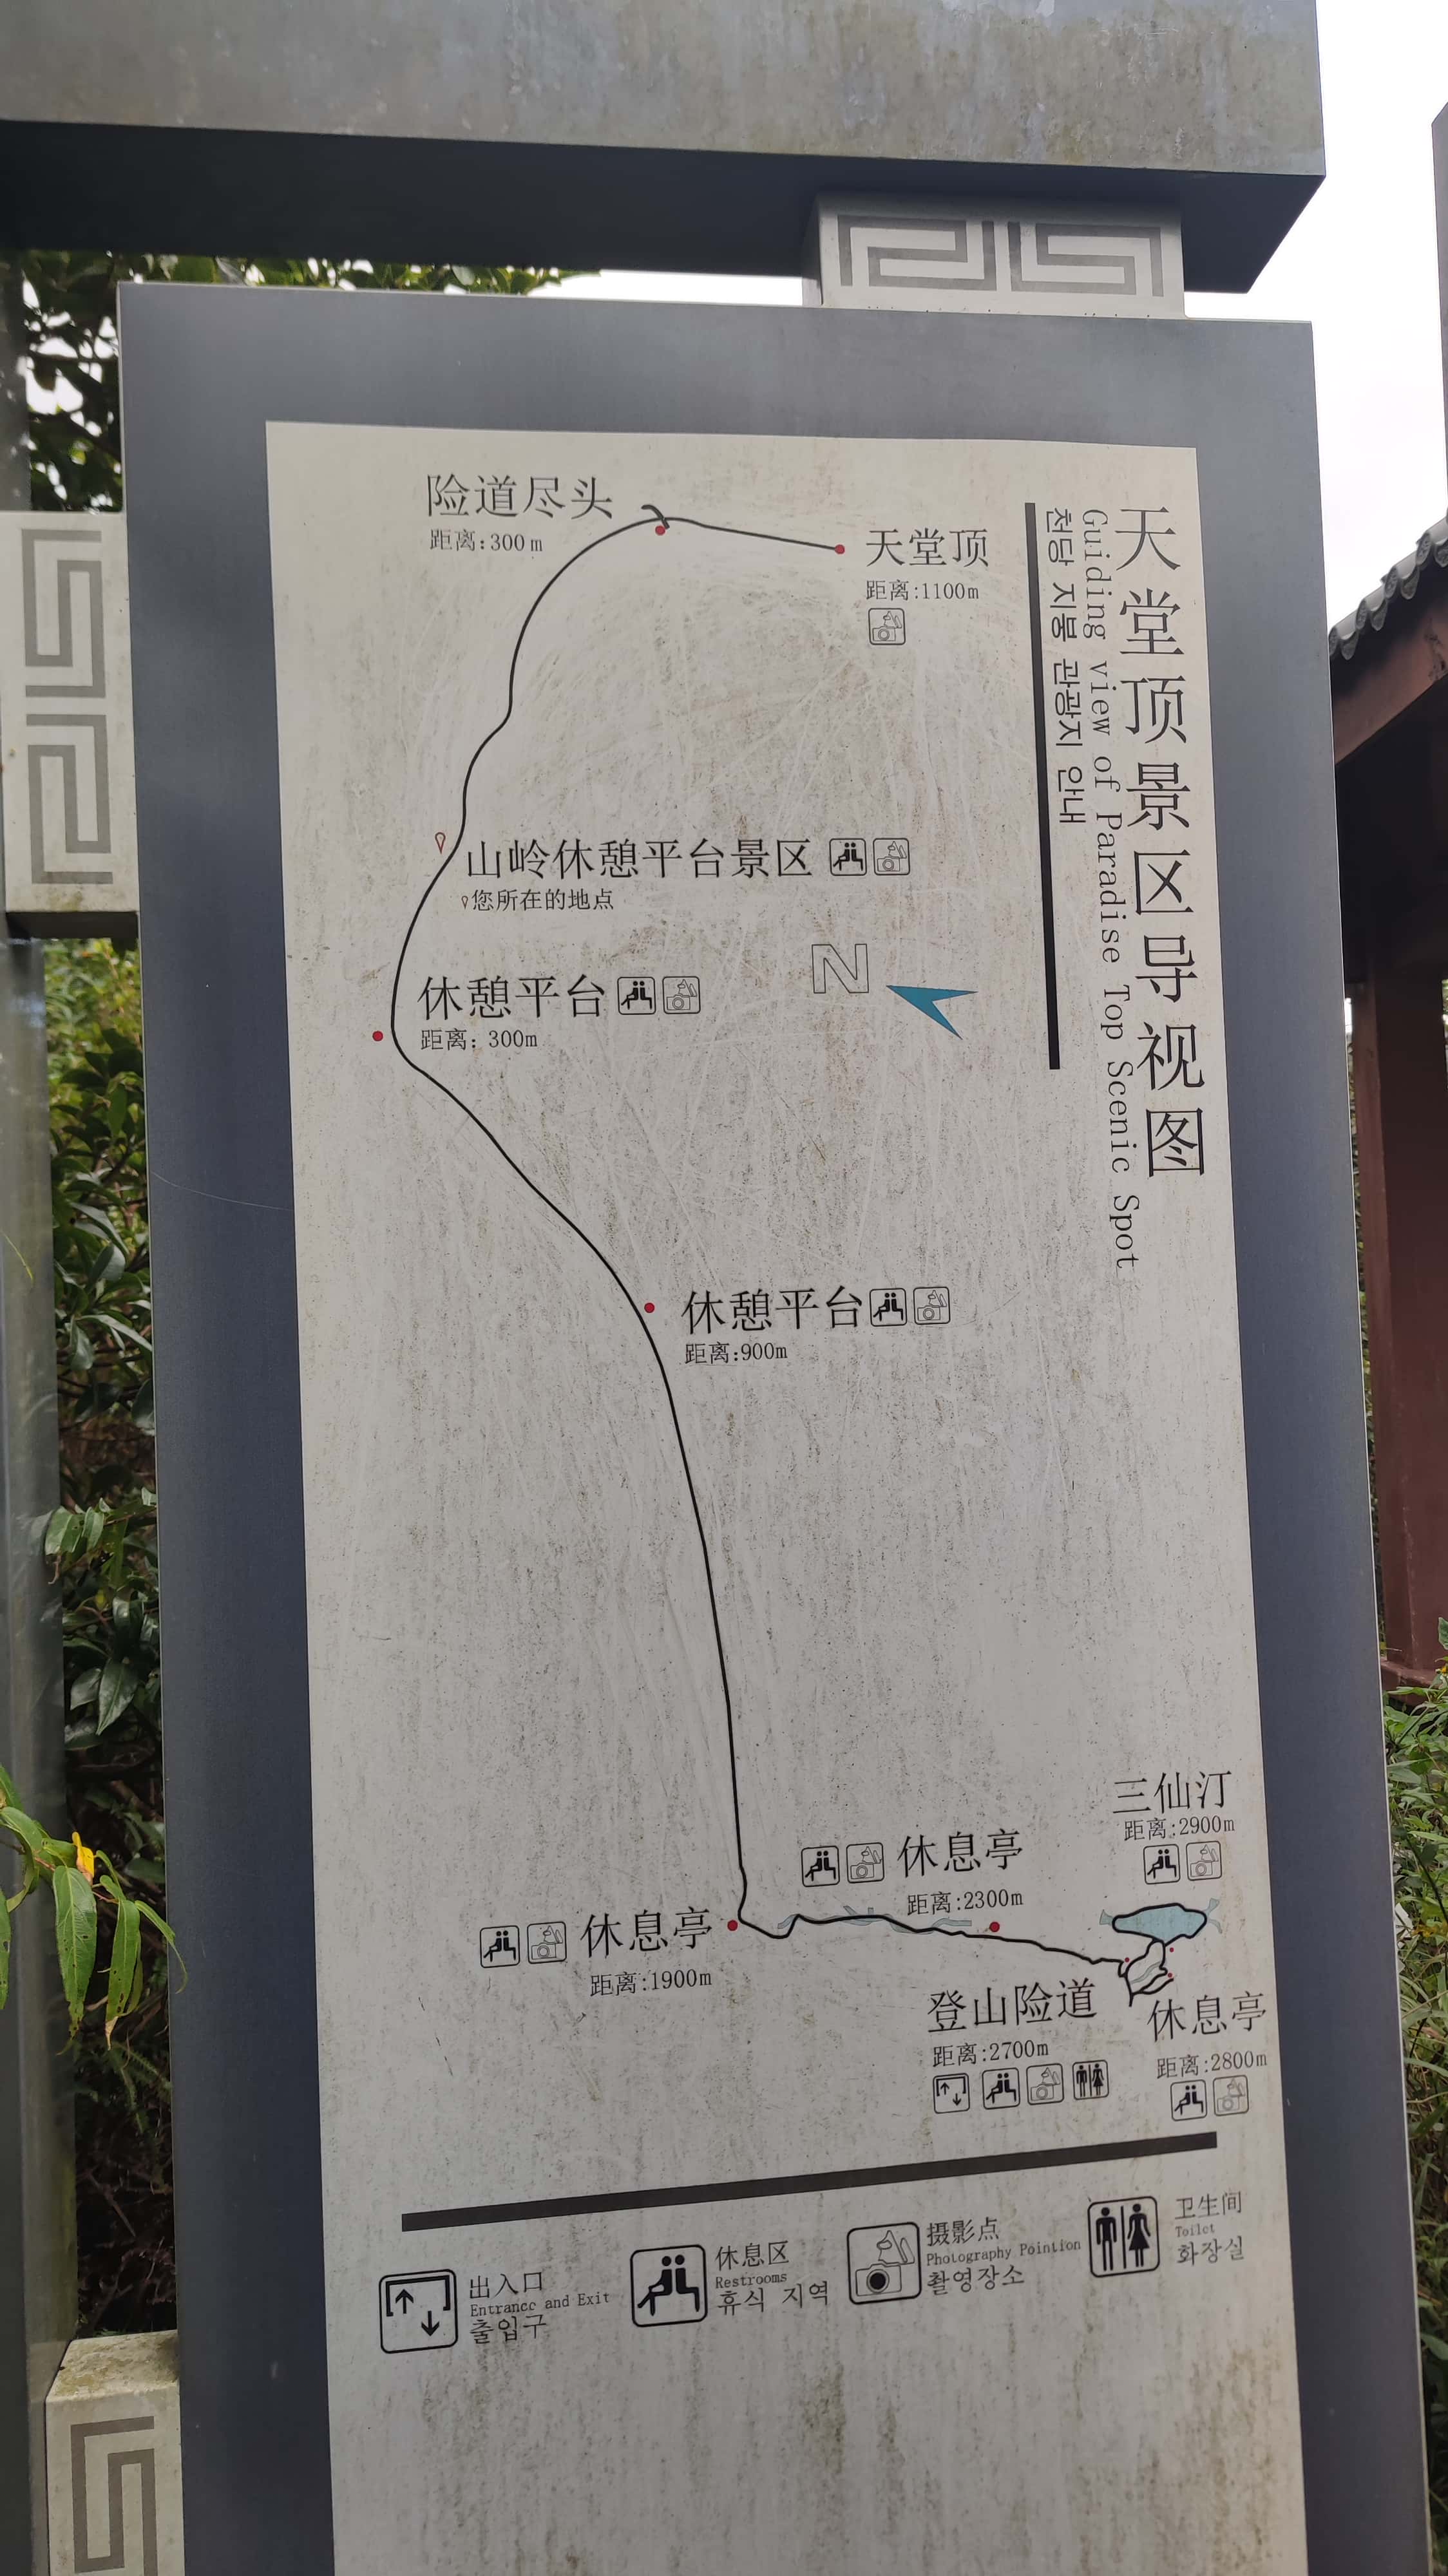 天堂顶景区导视图
Guiding view of Paradise Top Scenic Spot
천당 지붕 관광지 안내
险道尽头
距离:300m
天堂顶
距离:1100m
山岭休憩平台景区
您所在的地点
N
休憩平台
距离: 300m
休憩平台
距离:900m
三仙汀
距离:2900m
休息亭
距离:2300m
休息亭
距离:1900m
登山险道
距离:2700m
休息亭
距离:2800m
出入口
Entrance and Exit
출입구
休息区
Restrooms
휴식 지역
摄影点
Photography Pointion
촬영장소
卫生间
Toilet
화장실